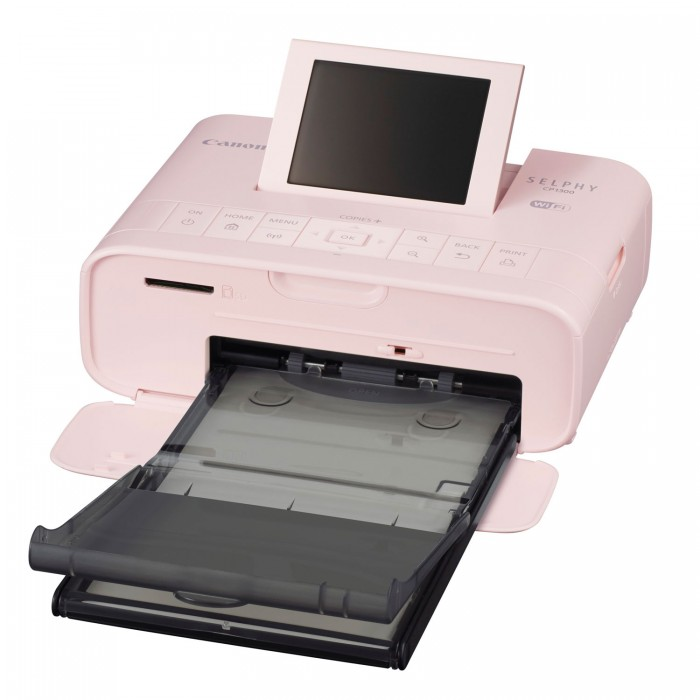 Canon
SELPHY
CP1300
Wi Fi
ON
HOME
MENU
COPIES +
OK
BACK
PRINT